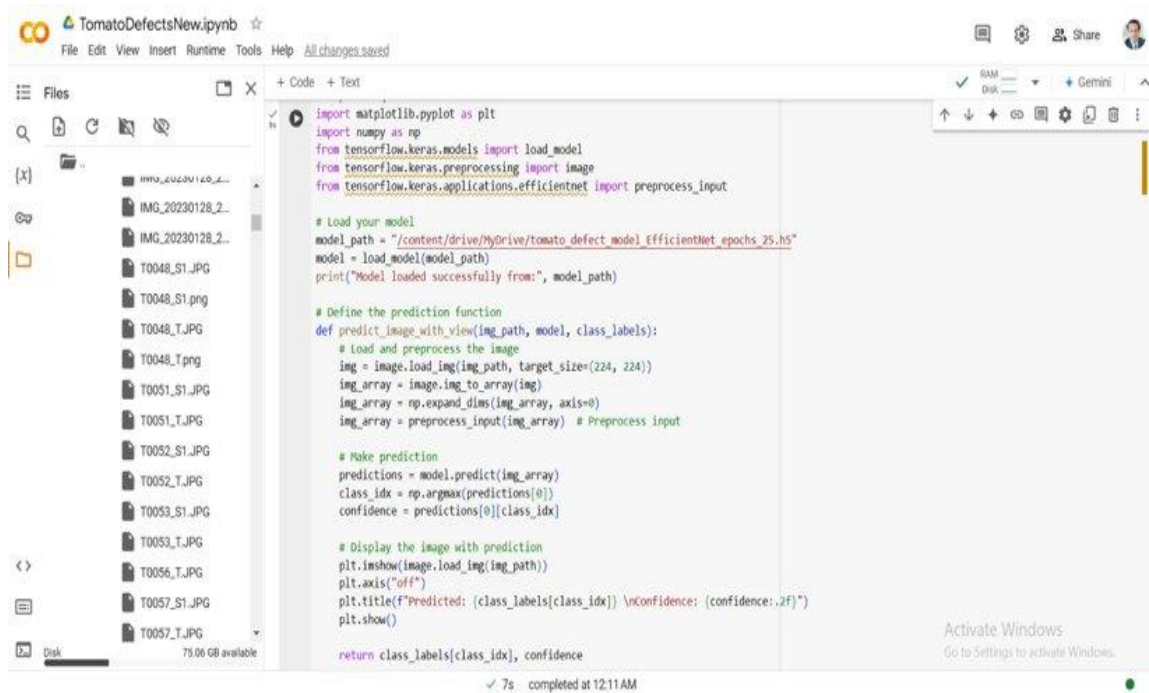 CO TomatoDefectsNew.ipynb
File Edit View Insert Runtime Tools Help All changes saved
Share
Files
+ Code + Text
RAM
Disk
Gemini
{x}
..
IMG_20230128_2...
IMG_20230128_2...
IMG_20230128_2...
T0048_S1.JPG
T0048_S1.png
T0048_T.JPG
T0048_T.png
T0051_S1.JPG
T0051_T.JPG
T0052_S1.JPG
T0052_T.JPG
T0053_S1.JPG
T0053_T.JPG
T0056_T.JPG
T0057_S1.JPG
T0057_T.JPG
Disk 75.06 GB available
import matplotlib.pyplot as plt
import numpy as np
from tensorflow.keras.models import load_model
from tensorflow.keras.preprocessing import image
from tensorflow.keras.applications.efficientnet import preprocess_input
# Load your model
model_path = "/content/drive/MyDrive/tomato_defect_model_EfficientNet_epochs_25.h5"
model = load_model(model_path)
print("Model loaded successfully from:", model_path)
# Define the prediction function
def predict_image_with_view(img_path, model, class_labels):
# Load and preprocess the image
img = image.load_img(img_path, target_size=(224, 224))
img_array = image.img_to_array(img)
img_array = np.expand_dims(img_array, axis=0)
img_array = preprocess_input(img_array) # Preprocess input
# Make prediction
predictions = model.predict(img_array)
class_idx = np.argmax(predictions[0])
confidence = predictions[0][class_idx]
# Display the image with prediction
plt.imshow(image.load_img(img_path))
plt.axis("off")
plt.title(f"Predicted: {class_labels[class_idx]} \nConfidence: {confidence:.2f}")
plt.show()
return class_labels[class_idx], confidence
Activate Windows
Go to Settings to activate Windows.
7s completed at 12:11 AM